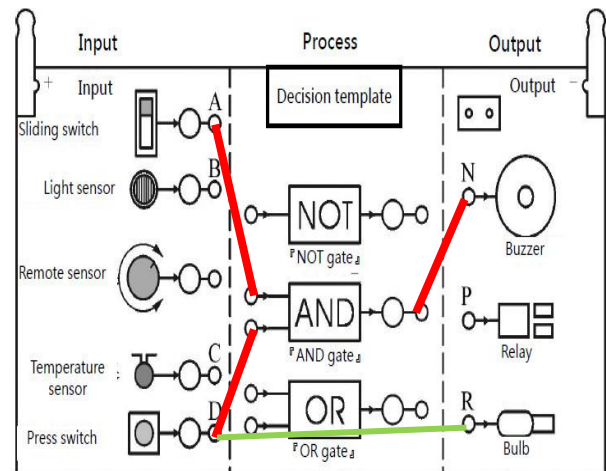 Input
Process
Output
+
Input
Decision template
Output
−
Sliding switch
A
Light sensor
B
NOT
『NOT gate』
N
Buzzer
Remote sensor
AND
『AND gate』
P
Relay
Temperature
sensor
:
C
Press switch
D
OR
『OR gate』
R
Bulb